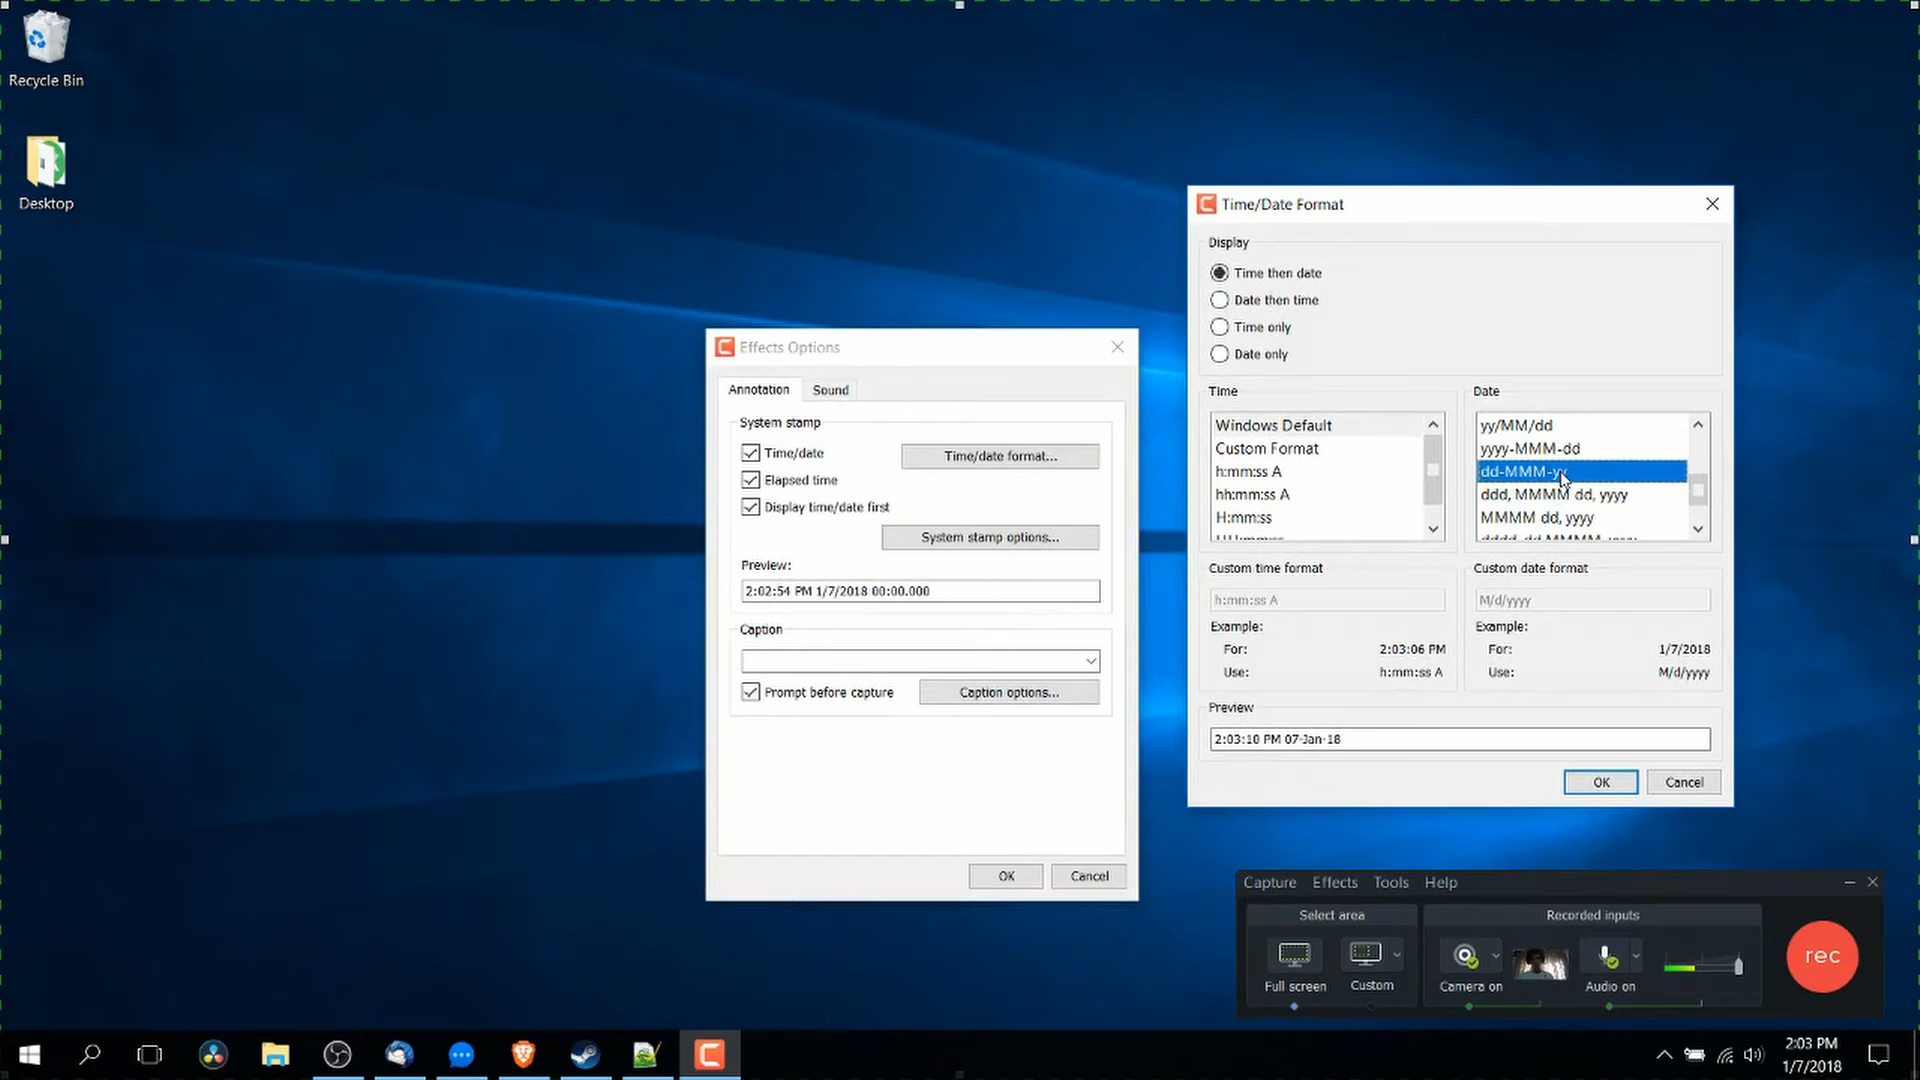 Recycle Bin
Desktop
Effects Options
Annotation
Sound
System stamp
Time/date
Time/date format...
Elapsed time
Display time/date first
System stamp options...
Preview:
2:02:54 PM 1/7/2018 00:00.000
Caption
Prompt before capture
Caption options...
OK
Cancel
Time/Date Format
Display
Time then date
Date then time
Time only
Date only
Time
Windows Default
Custom Format
h:mm:ss A
hh:mm:ss A
H:mm:ss
Date
yy/MM/dd
yyyy-MMM-dd
dd-MMM-yy
ddd, MMMM dd, yyyy
MMMM dd, yyyy
Custom time format
h:mm:ss A
Example:
For: 2:03:06 PM
Use: h:mm:ss A
Custom date format
M/d/yyyy
Example:
For: 1/7/2018
Use: M/d/yyyy
Preview
2:03:10 PM 07-Jan-18
OK
Cancel
Capture Effects Tools Help
Select area
Full screen
Custom
Recorded inputs
Camera on
Audio on
rec
2:03 PM
1/7/2018